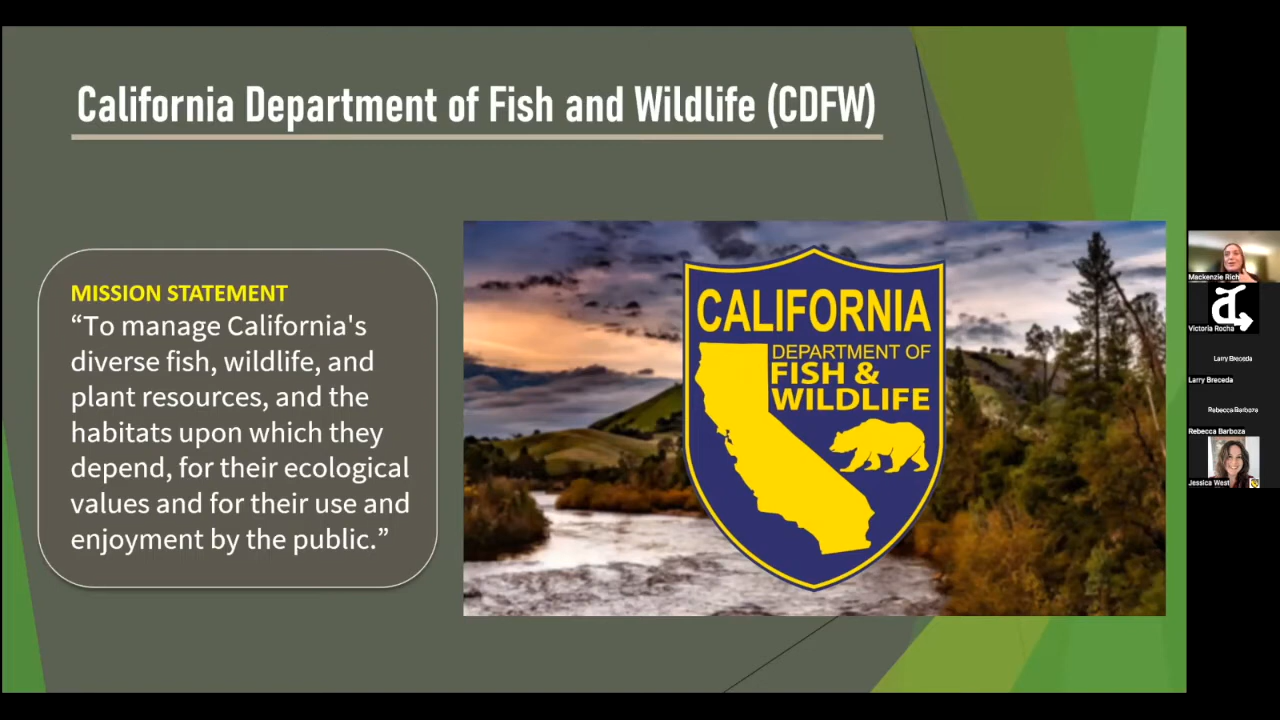 California Department of Fish and Wildlife (CDFW)
MISSION STATEMENT
“To manage California's
diverse fish, wildlife, and
plant resources, and the
habitats upon which they
depend, for their ecological
values and for their use and
enjoyment by the public.”
CALIFORNIA
DEPARTMENT OF
FISH &
WILDLIFE
Mackenzie Rich
Victoria Rocha
Larry Breceda
Larry Breceda
Rebecca Barboza
Rebecca Barboza
Jessica West